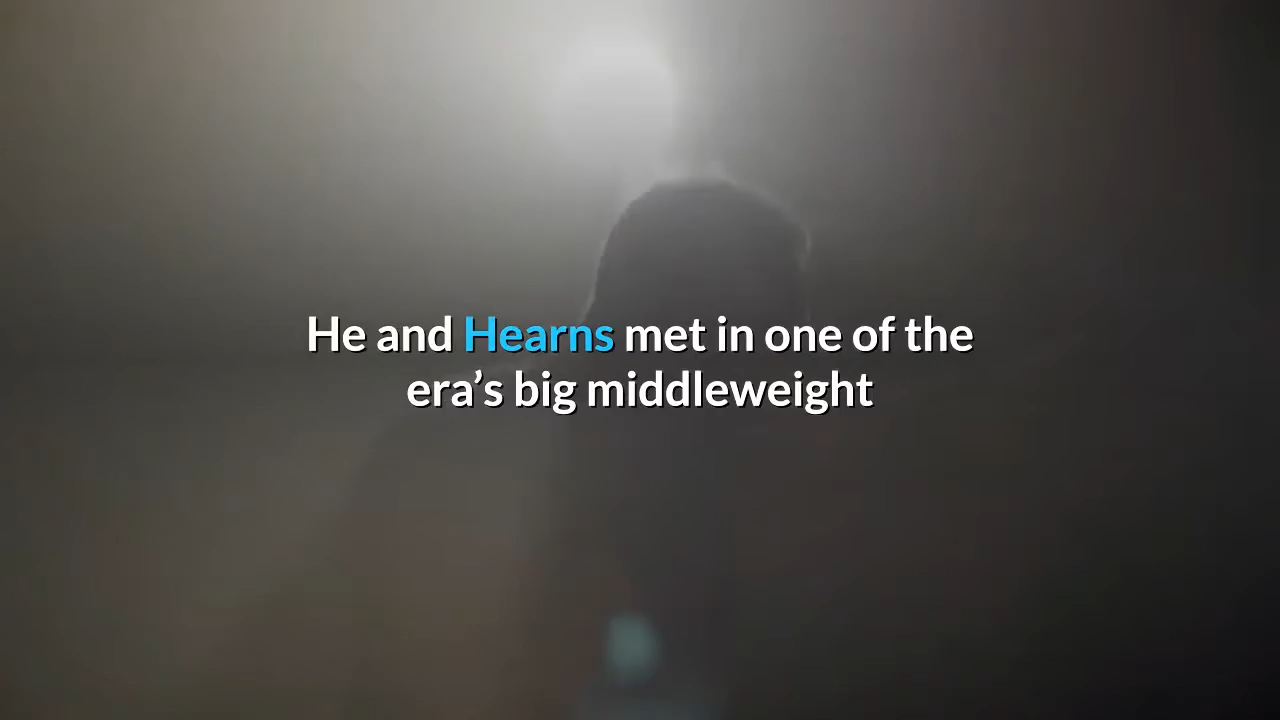 He and Hearns met in one of the
era’s big middleweight